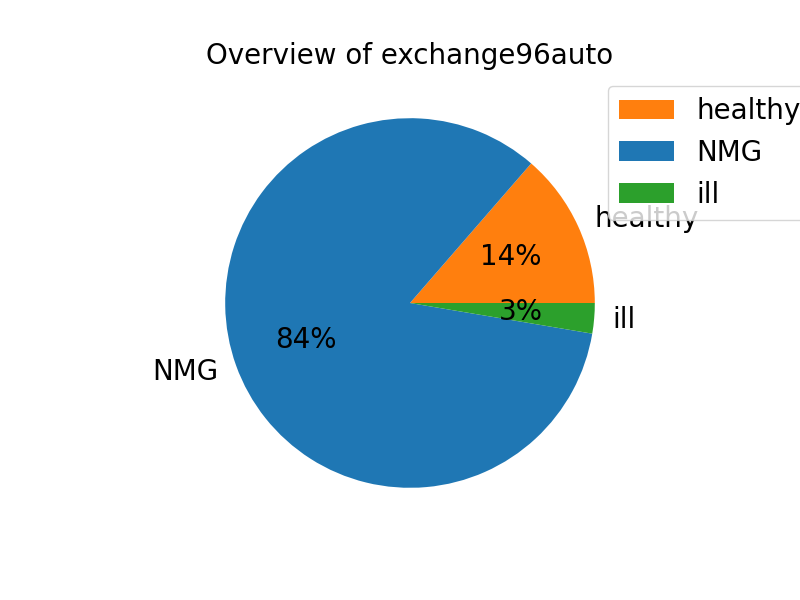 Overview of exchange96auto
healthy
NMG
ill
healthy
14%
3%
ill
84%
NMG